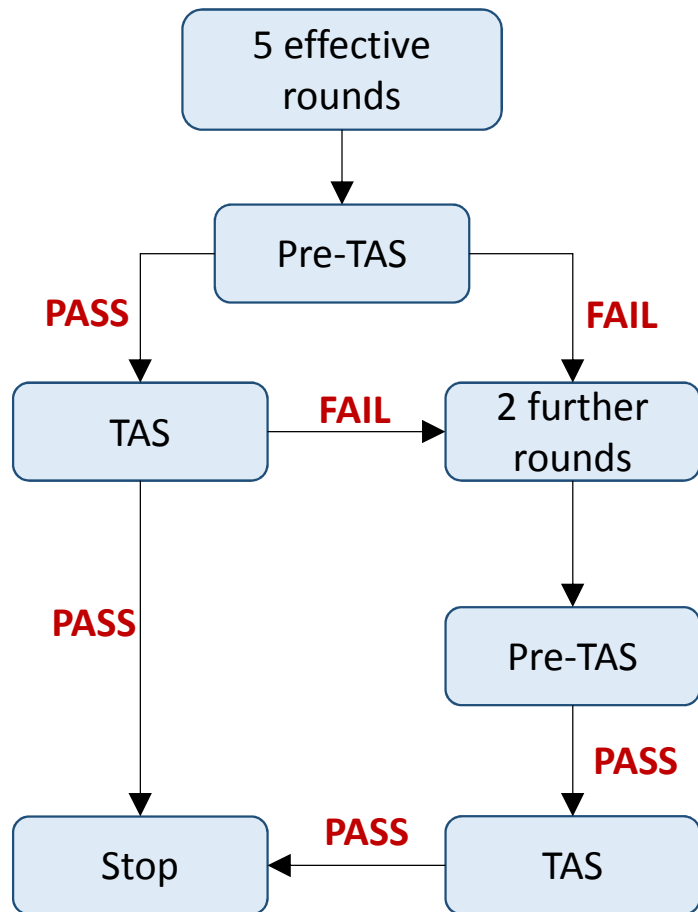 5 effective
rounds
Pre-TAS
PASS
FAIL
TAS
FAIL
2 further
rounds
PASS
Pre-TAS
PASS
Stop
PASS
TAS